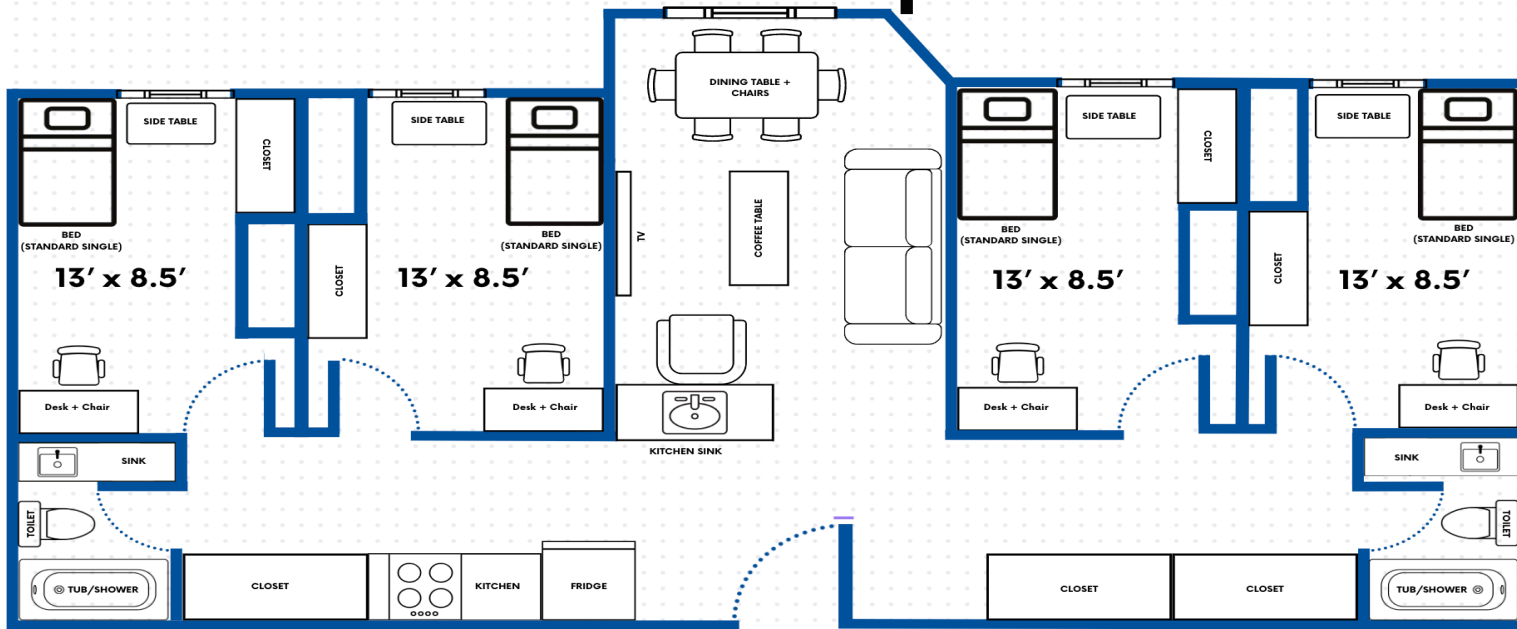 DINING TABLE +
CHAIRS
SIDE TABLE
SIDE TABLE
SIDE TABLE
SIDE TABLE
CLOSET
CLOSET
BED
(STANDARD SINGLE)
BED
(STANDARD SINGLE)
TV
COFFEE TABLE
BED
(STANDARD SINGLE)
BED
(STANDARD SINGLE)
13’ x 8.5’
CLOSET
13’ x 8.5’
13’ x 8.5’
CLOSET
13’ x 8.5’
Desk + Chair
Desk + Chair
Desk + Chair
Desk + Chair
KITCHEN SINK
SINK
SINK
TOILET
TOILET
TUB/SHOWER
CLOSET
KITCHEN
FRIDGE
CLOSET
CLOSET
TUB/SHOWER